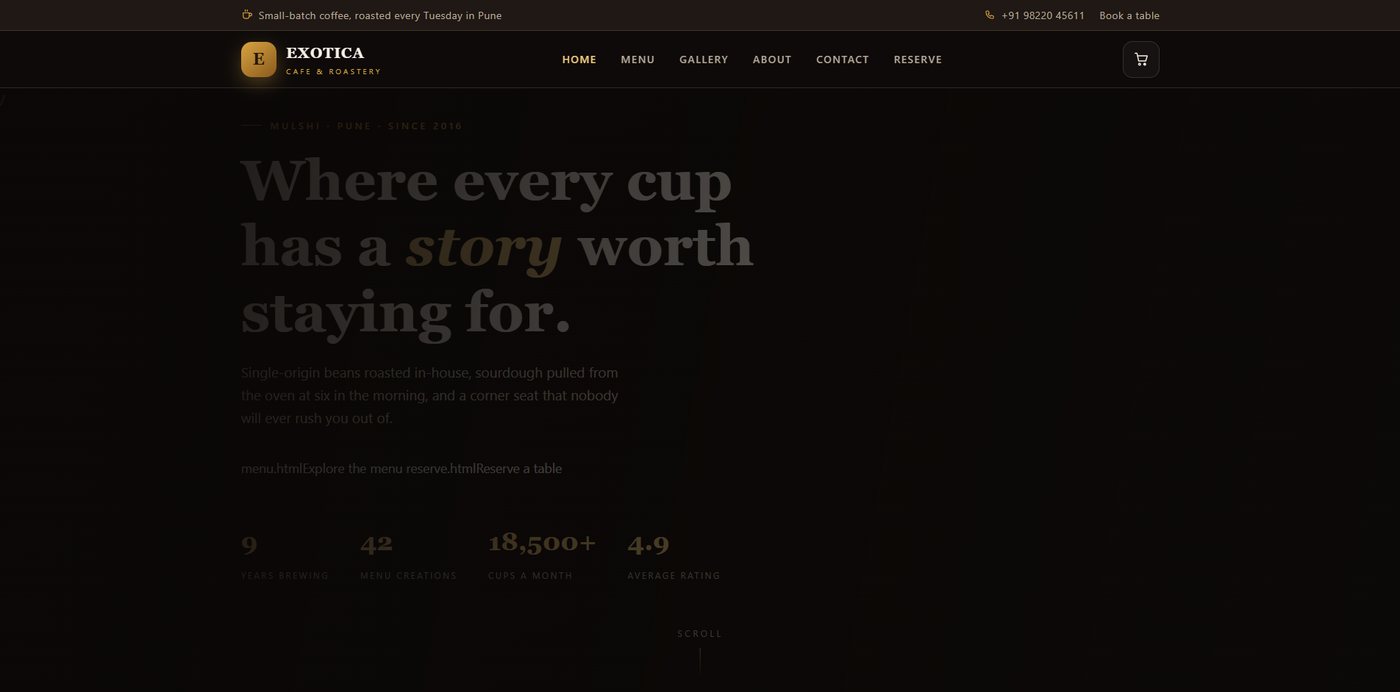 Small-batch coffee, roasted every Tuesday in Pune
+91 98220 45611 Book a table
E EXOTICA
CAFE & ROASTERY
HOME MENU GALLERY ABOUT CONTACT RESERVE
/
MULSHI · PUNE · SINCE 2016
Where every cup
has a story worth
staying for.
Single-origin beans roasted in-house, sourdough pulled from
the oven at six in the morning, and a corner seat that nobody
will ever rush you out of.
menu.htmlExplore the menu reserve.htmlReserve a table
9 42 18,500+ 4.9
YEARS BREWING MENU CREATIONS CUPS A MONTH AVERAGE RATING
SCROLL